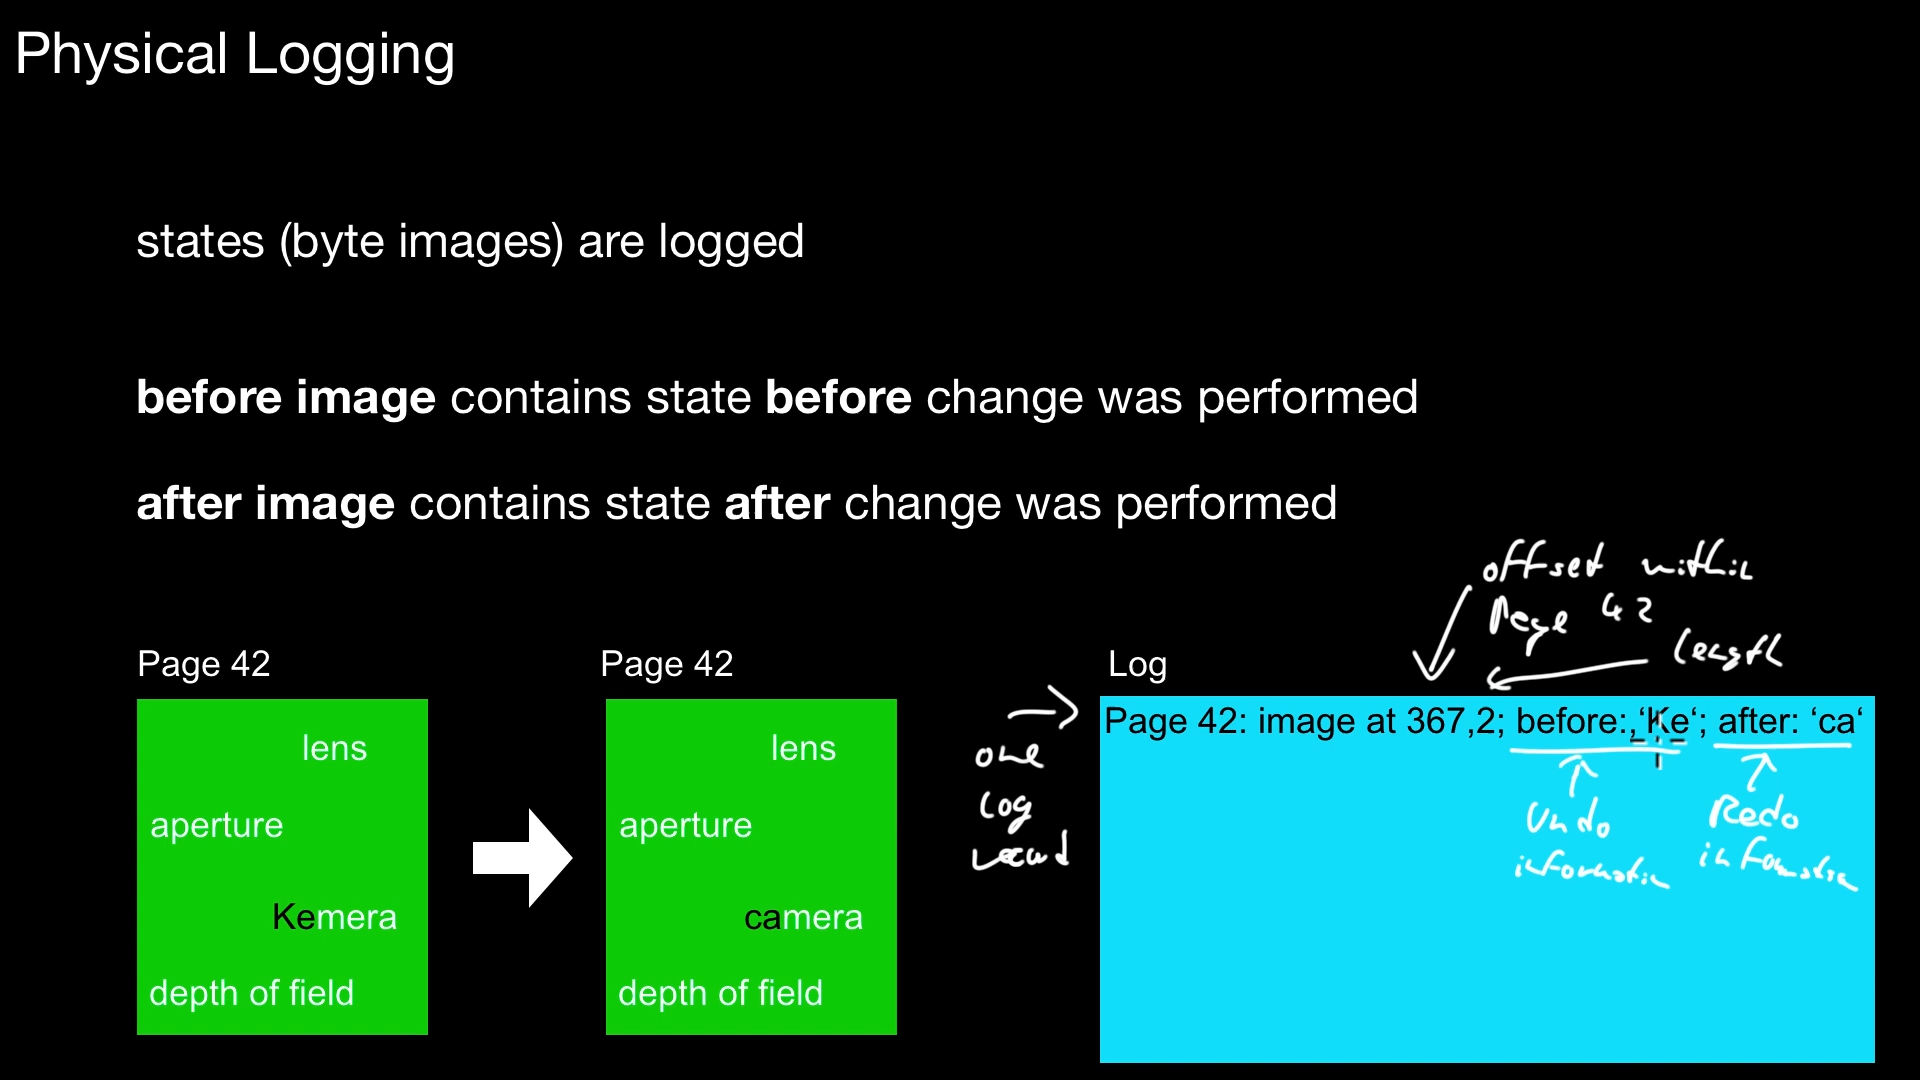 Physical Logging
states (byte images) are logged
before image contains state before change was performed
after image contains state after change was performed
offset within
Page 42
length
Page 42
lens
aperture
Kemera
depth of field
Page 42
lens
aperture
camera
depth of field
one
log
record
Log
Page 42: image at 367,2; before:,‘Ke‘; after: ‘ca‘
Undo
information
Redo
information